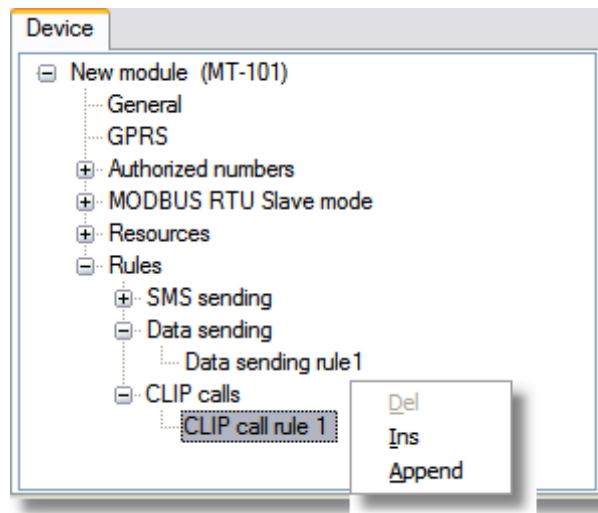 Device
New module (MT-101)
General
GPRS
Authorized numbers
MODBUS RTU Slave mode
Resources
Rules
SMS sending
Data sending
Data sending rule1
CLIP calls
CLIP call rule 1
Del
Ins
Append